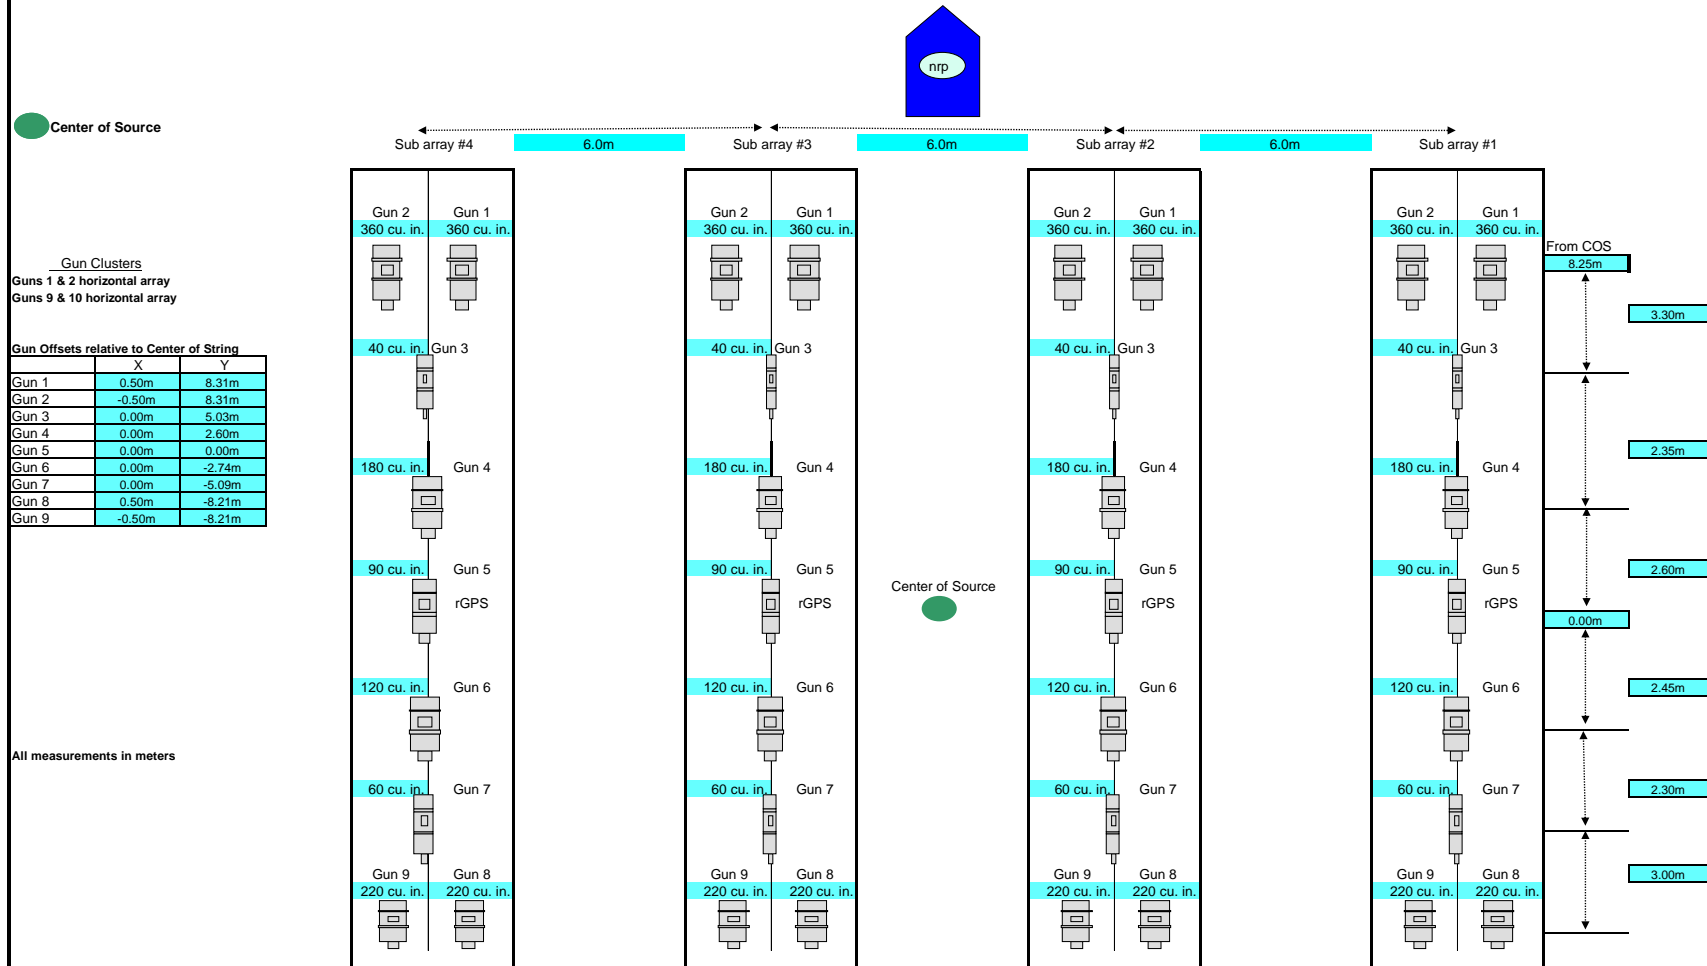 nrp
Center of Source
Sub array #4 6.0m Sub array #3 6.0m Sub array #2 6.0m Sub array #1
Gun 2 Gun 1 Gun 2 Gun 1 Gun 2 Gun 1 Gun 2 Gun 1
360 cu. in. 360 cu. in. 360 cu. in. 360 cu. in. 360 cu. in. 360 cu. in. 360 cu. in. 360 cu. in.
From COS
8.25m
Gun Clusters
Guns 1 & 2 horizontal array
Guns 9 & 10 horizontal array
3.30m
Gun Offsets relative to Center of String
40 cu. in. Gun 3 40 cu. in. Gun 3 40 cu. in. Gun 3 40 cu. in. Gun 3
X Y
Gun 1 0.50m 8.31m
Gun 2 -0.50m 8.31m
Gun 3 0.00m 5.03m
Gun 4 0.00m 2.60m
Gun 5 0.00m 0.00m
Gun 6 0.00m -2.74m
Gun 7 0.00m -5.09m
Gun 8 0.50m -8.21m
Gun 9 -0.50m -8.21m
2.35m
180 cu. in. Gun 4 180 cu. in. Gun 4 180 cu. in. Gun 4 180 cu. in. Gun 4
90 cu. in. Gun 5 90 cu. in. Gun 5 90 cu. in. Gun 5 90 cu. in. Gun 5 2.60m
Center of Source
rGPS rGPS rGPS rGPS
0.00m
120 cu. in. Gun 6 120 cu. in. Gun 6 120 cu. in. Gun 6 120 cu. in. Gun 6 2.45m
All measurements in meters
60 cu. in. Gun 7 60 cu. in. Gun 7 60 cu. in. Gun 7 60 cu. in. Gun 7 2.30m
Gun 9 Gun 8 Gun 9 Gun 8 Gun 9 Gun 8 Gun 9 Gun 8 3.00m
220 cu. in. 220 cu. in. 220 cu. in. 220 cu. in. 220 cu. in. 220 cu. in. 220 cu. in. 220 cu. in.